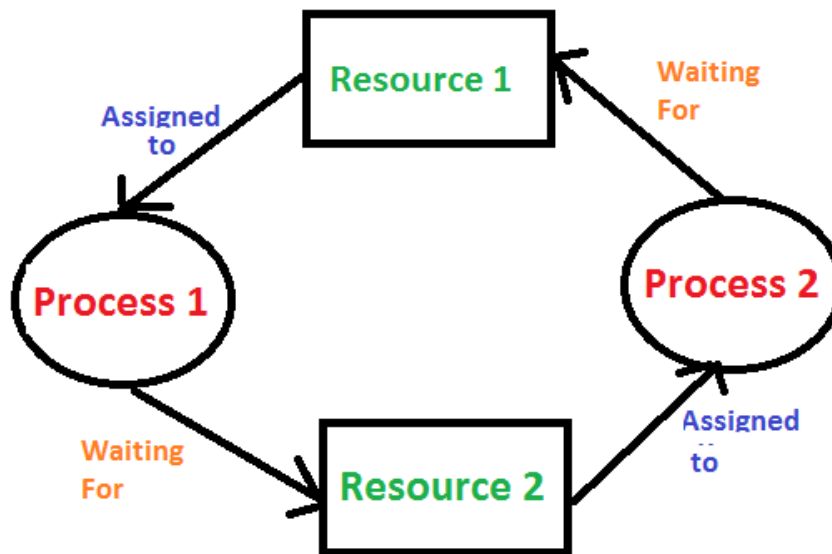 Resource 1
Waiting
For
Assigned
to
Process 1
Process 2
Waiting
For
Resource 2
Assigned
to